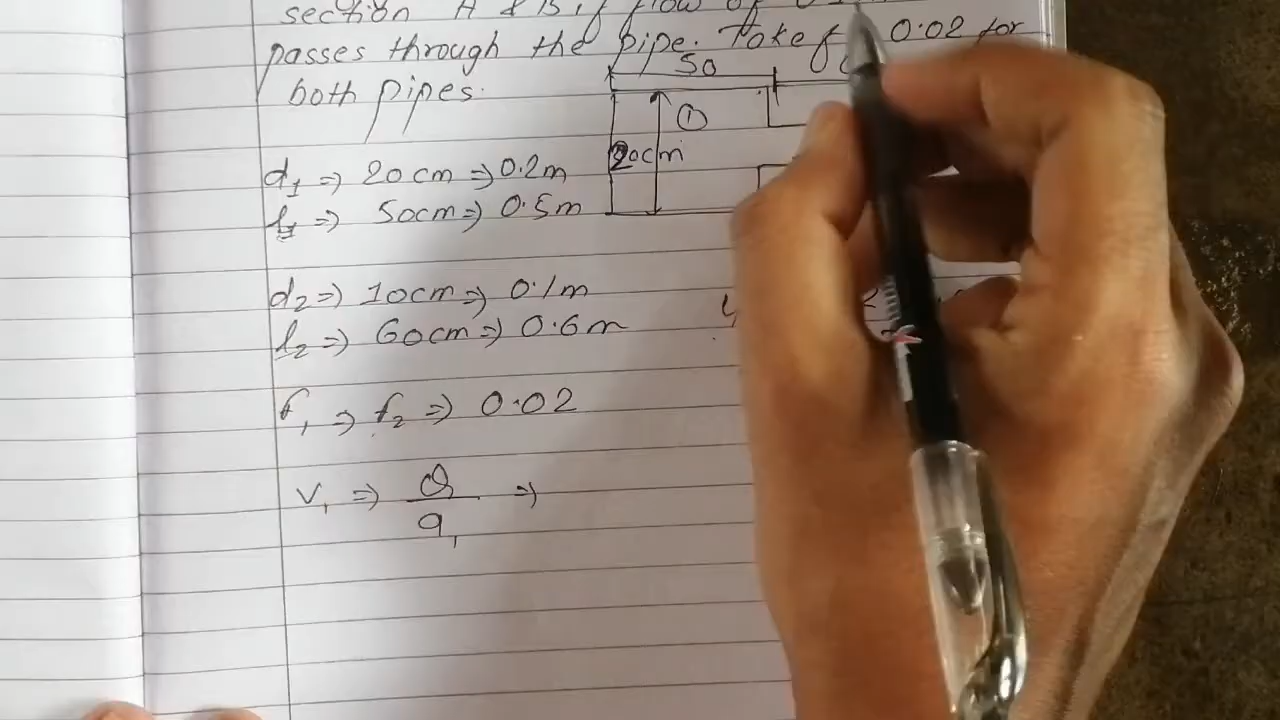 section A & B, if flow of
passes through the pipe. Take f 0.02 for
both pipes.
50
①
20cm
d₁ => 20cm => 0.2m
l₁ => 50cm => 0.5m
d₂ => 10cm => 0.1m
l₂ => 60cm => 0.6m
f₁ => f₂ => 0.02
V₁ => Q/a₁ =>